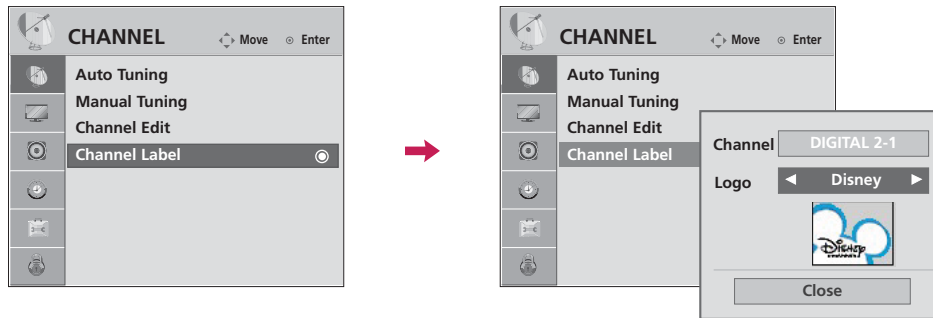 CHANNEL Move Enter
Auto Tuning
Manual Tuning
Channel Edit
Channel Label
CHANNEL Move Enter
Auto Tuning
Manual Tuning
Channel Edit
Channel Label
Channel DIGITAL 2-1
Logo Disney
Disney
Close